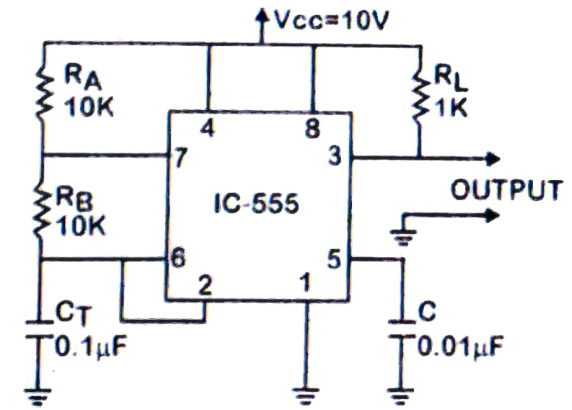 Vcc=10V
RA
10K
RL
1K
4
8
7
3
RB
10K
IC-555
OUTPUT
6
5
2
1
CT
0.1µF
C
0.01µF